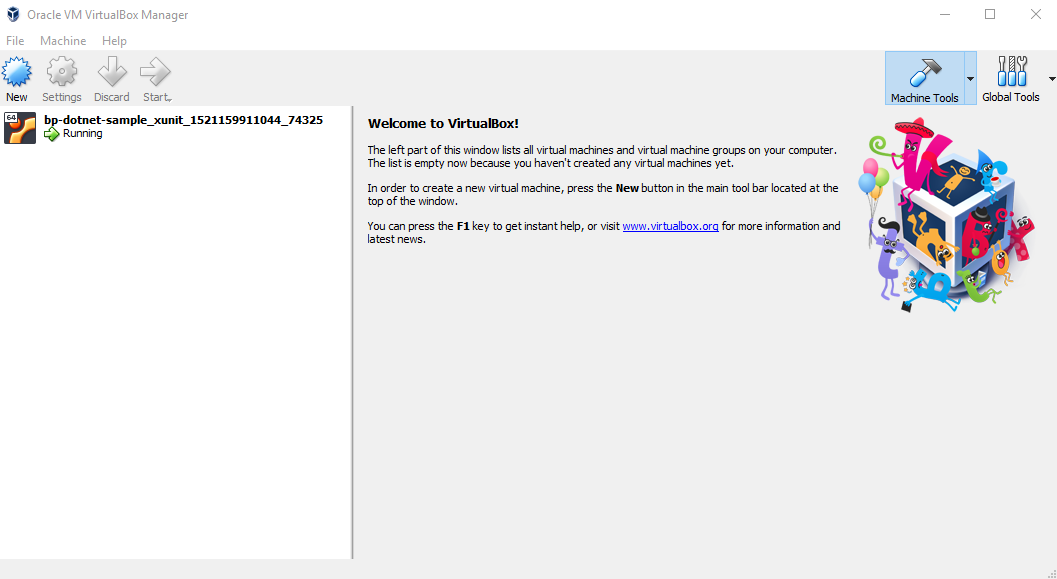 Oracle VM VirtualBox Manager
File Machine Help
New Settings Discard Start
Machine Tools Global Tools
64
bp-dotnet-sample_xunit_1521159911044_74325
Running
Welcome to VirtualBox!
The left part of this window lists all virtual machines and virtual machine groups on your computer.
The list is empty now because you haven't created any virtual machines yet.
In order to create a new virtual machine, press the New button in the main tool bar located at the
top of the window.
You can press the F1 key to get instant help, or visit www.virtualbox.org for more information and
latest news.